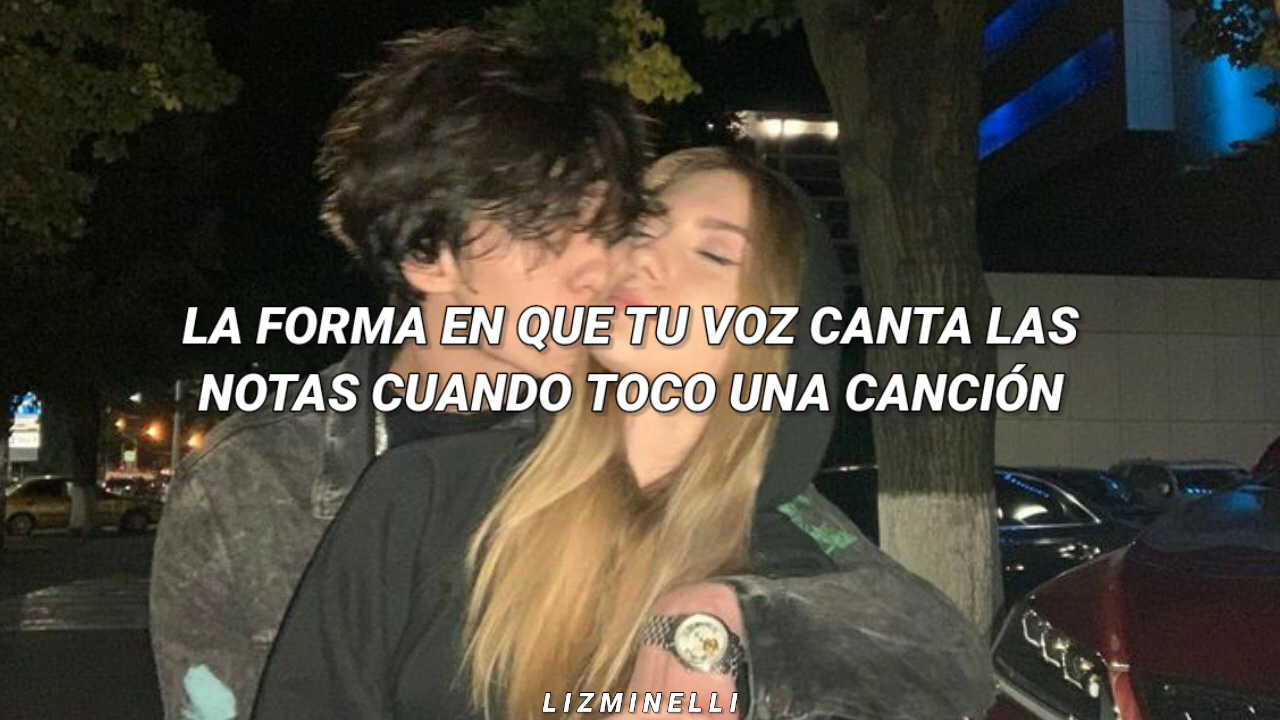 LA FORMA EN QUE TU VOZ CANTA LAS
NOTAS CUANDO TOCO UNA CANCIÓN
LIZMINELLI